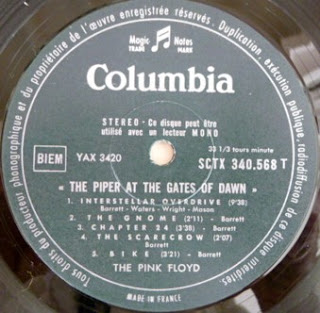 Magic Notes
TRADE MARK
Columbia
STEREO - Ce disque peut être
utilisé avec un lecteur MONO
33 1/3 tours minute
BIEM
YAX 3420
SCTX 340.568 T
« THE PIPER AT THE GATES OF DAWN »
1. INTERSTELLAR OVERDRIVE (9'38)
Barrett - Waters - Wright - Mason
2. THE GNOME (2'11) - Barrett
3. CHAPTER 24 (3'38) - Barrett
4. THE SCARECROW (2'07)
Barrett
5. BIKE (3'21) - Barrett
THE PINK FLOYD
MADE IN FRANCE
Tous droits du producteur phonographique et du propriétaire de l'œuvre enregistrée réservés. Duplication, exécution publique, radiodiffusion de ce disque interdites.